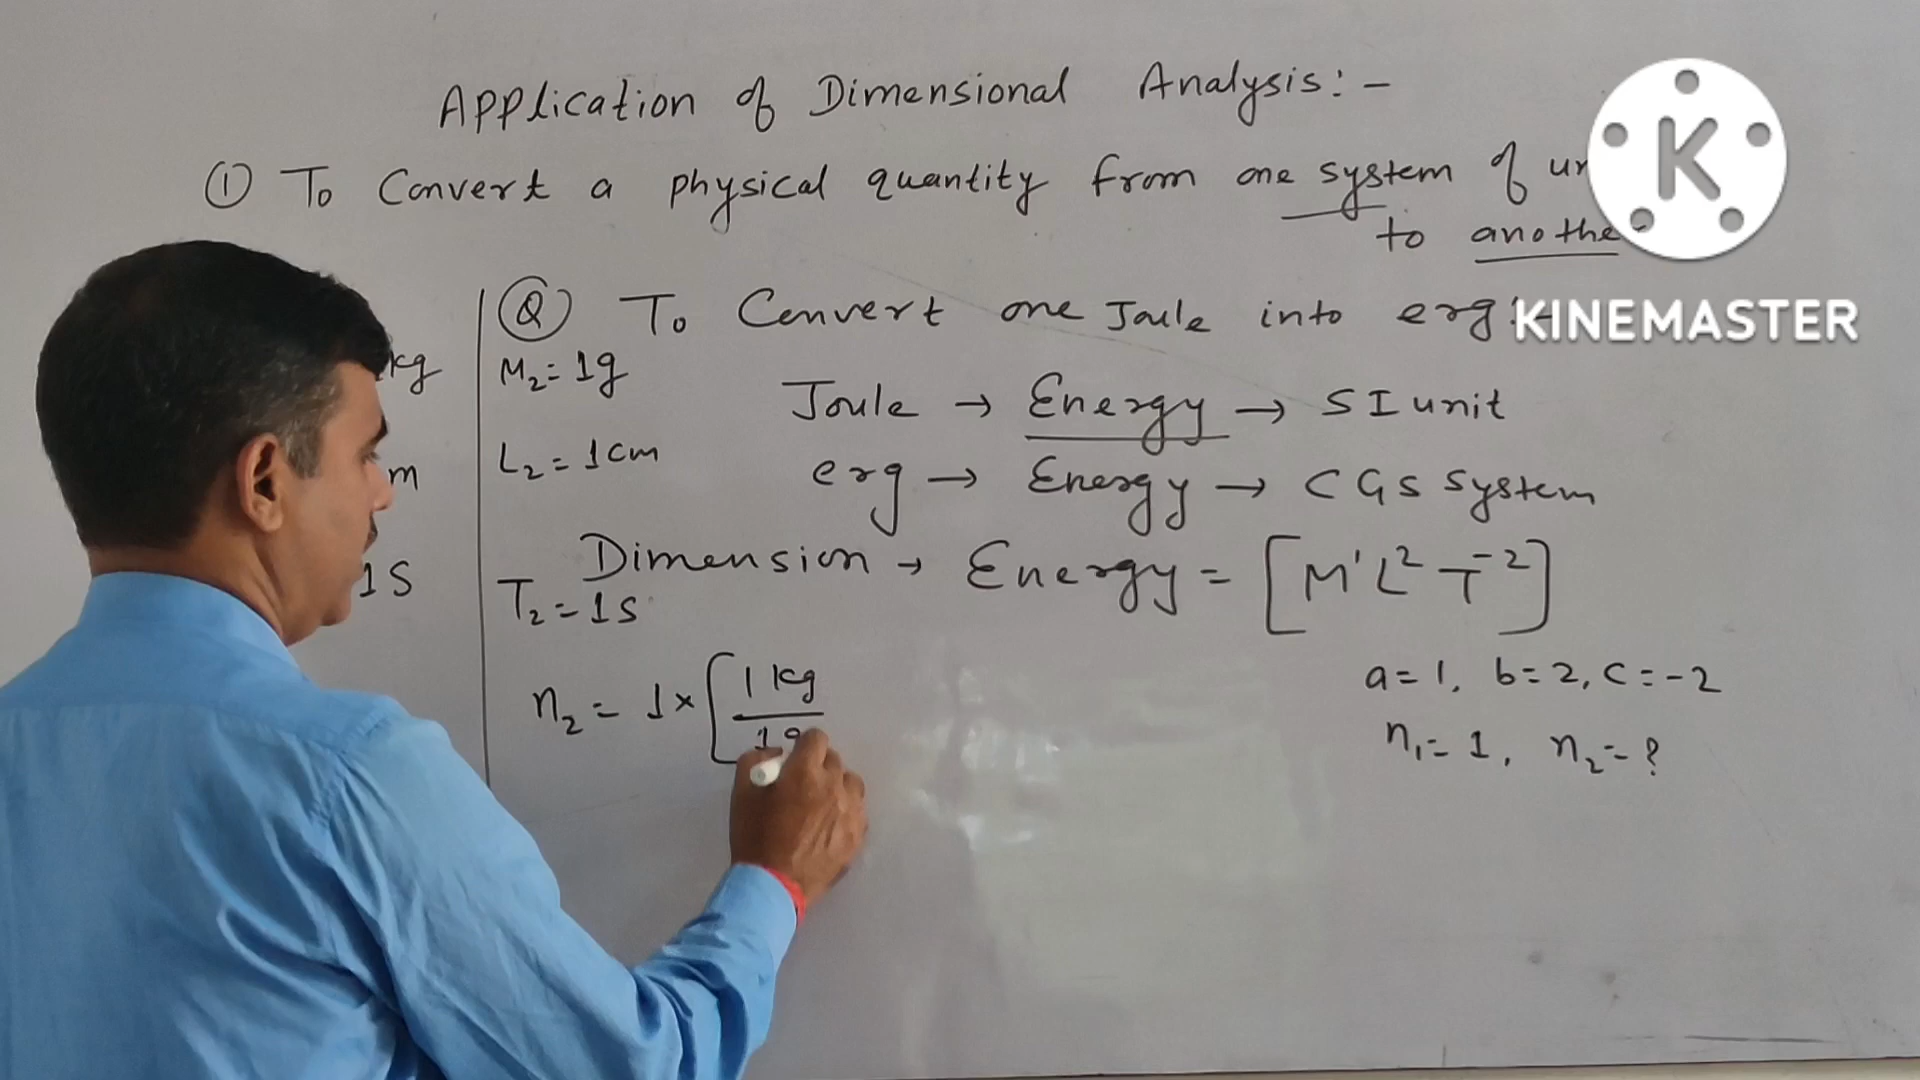 Application of Dimensional Analysis:-
① To Convert a physical quantity from one system of
to another
Q To Convert one Joule into erg:-
KINEMASTER
K
kg
M₂=1g
Joule → Energy → SI unit
m
L₂=1cm
erg → Energy → CGS System
1S
Dimension → Energy = [M¹L²T⁻²]
T₂=1S
n₂ = 1×[1kg/1g
a=1, b=2, c=-2
n₁=1, n₂=?